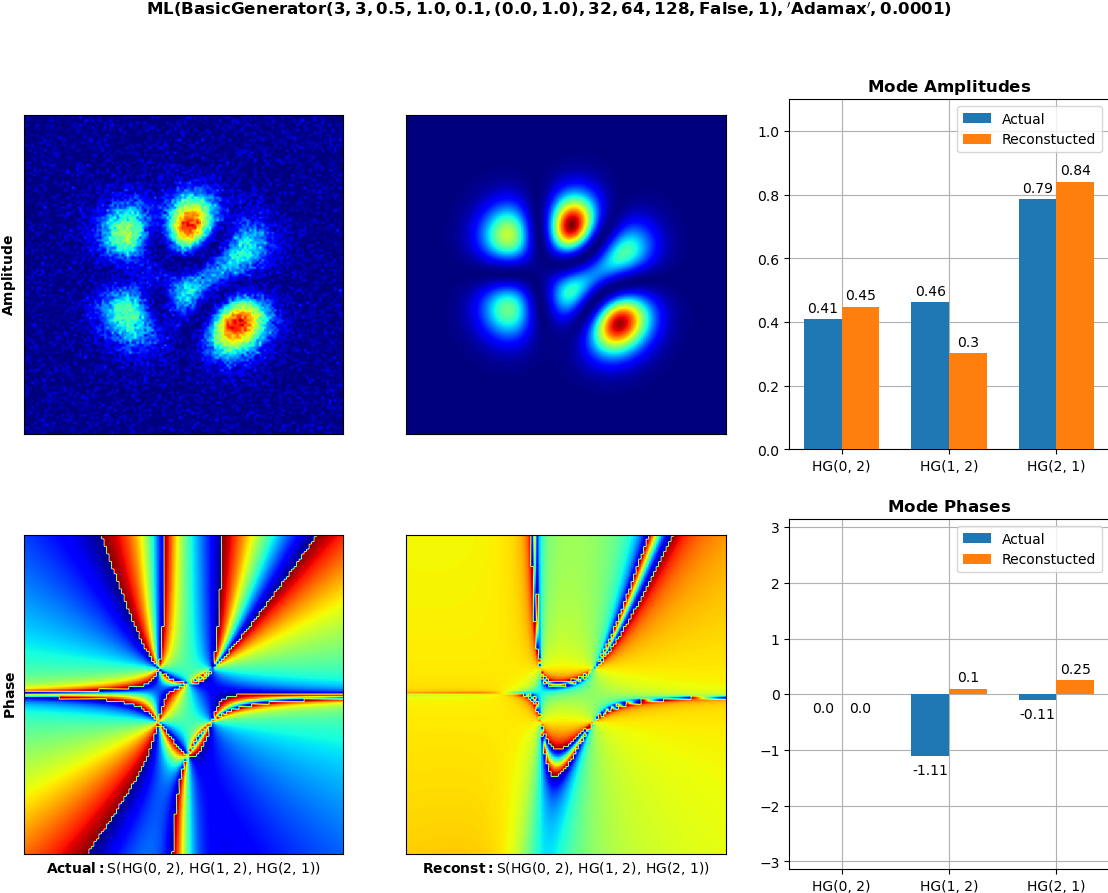 ML(BasicGenerator(3, 3, 0.5, 1.0, 0.1, (0.0, 1.0), 32, 64, 128, False, 1), ′Adamax′, 0.0001)
Amplitude
Mode Amplitudes
Actual
Reconstucted
1.0
0.8
0.6
0.4
0.2
0.0
0.41
0.45
0.46
0.3
0.79
0.84
HG(0, 2)
HG(1, 2)
HG(2, 1)
Phase
Actual: S(HG(0, 2), HG(1, 2), HG(2, 1))
Reconst: S(HG(0, 2), HG(1, 2), HG(2, 1))
Mode Phases
Actual
Reconstucted
3
2
1
0
−1
−2
−3
0.0
0.0
-1.11
0.1
-0.11
0.25
HG(0, 2)
HG(1, 2)
HG(2, 1)